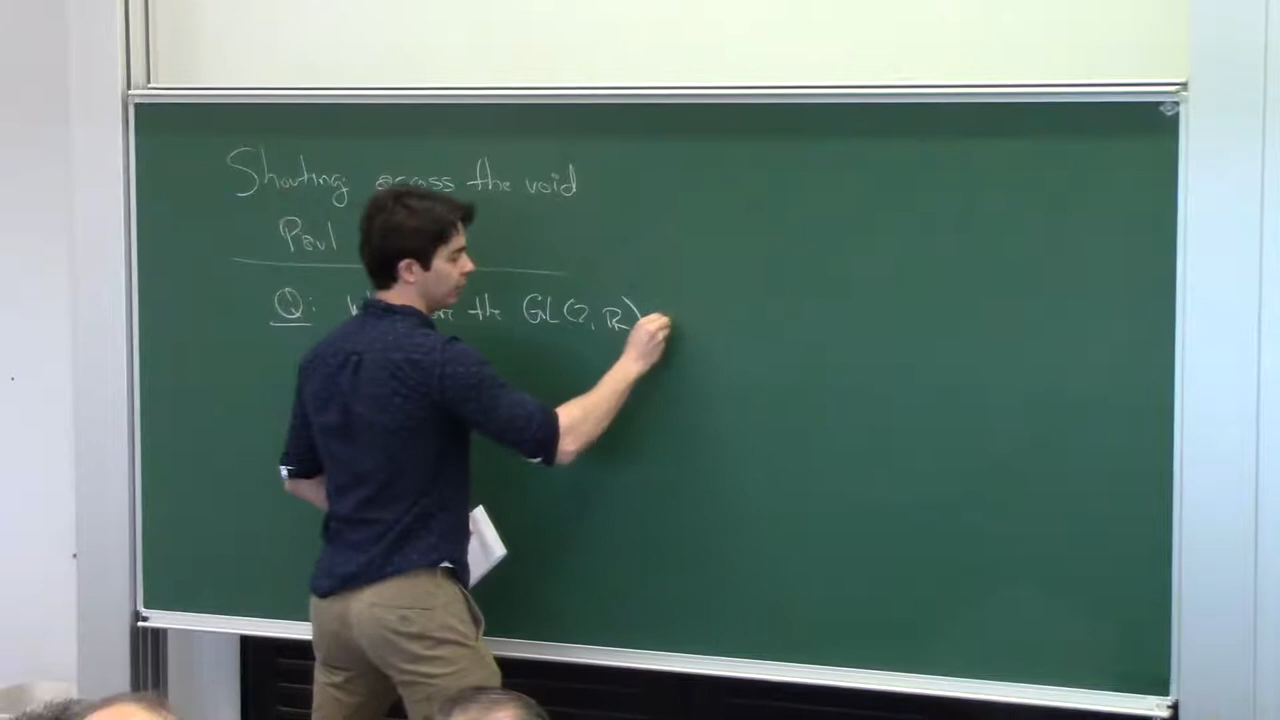 Shouting across the void
Paul
Q: the GL(2, R)